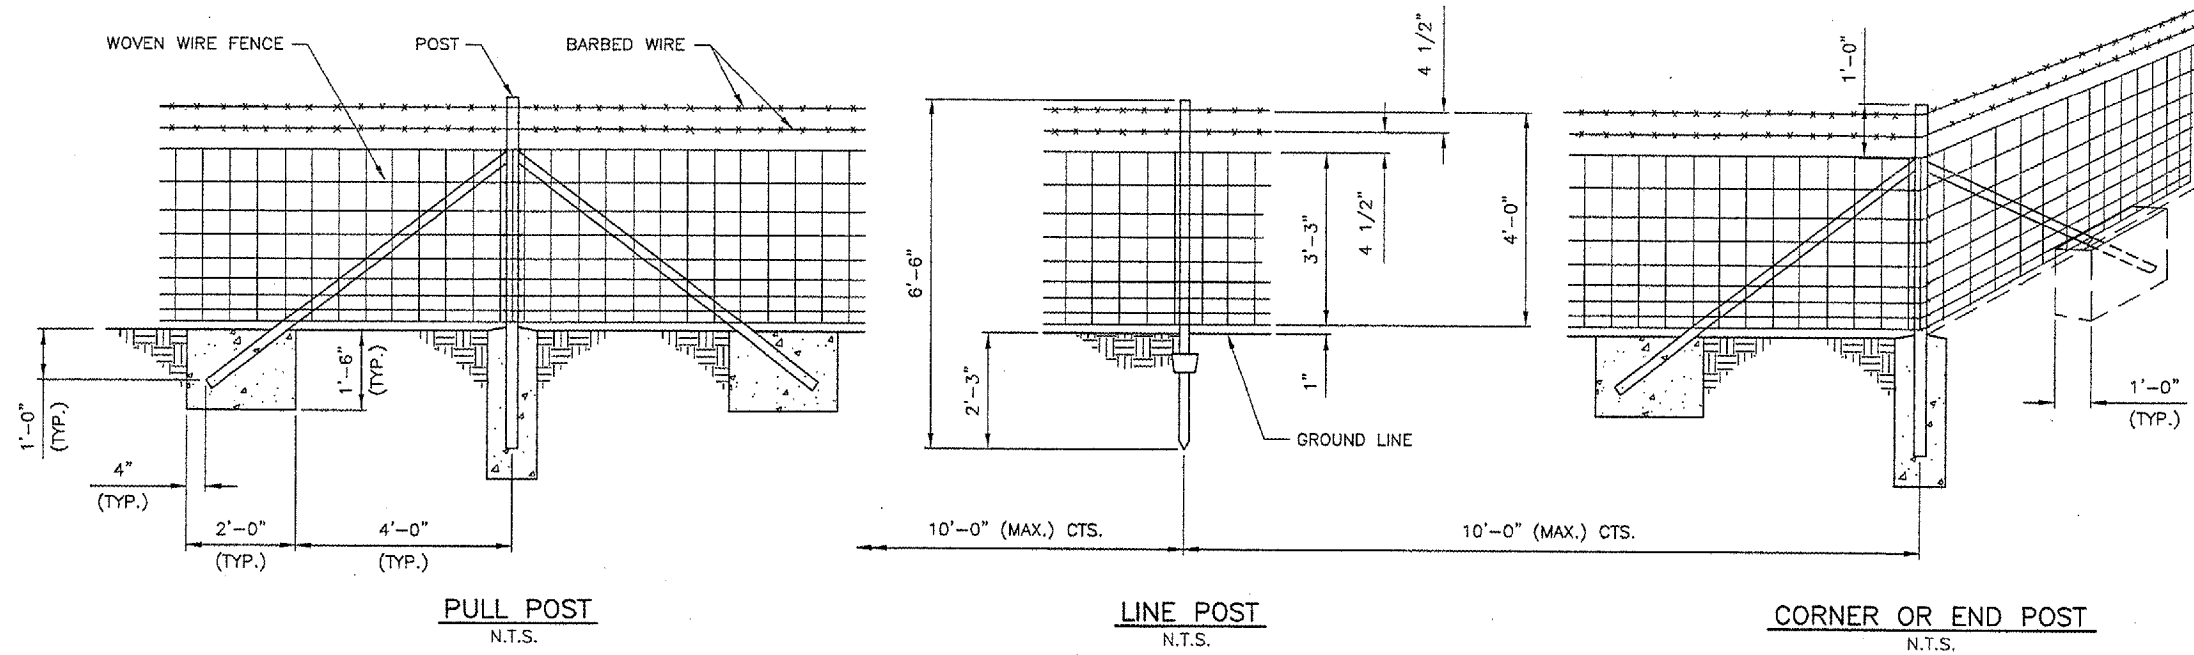 WOVEN WIRE FENCE
POST
BARBED WIRE
1'-0"
(TYP.)
4"
(TYP.)
2'-0"
(TYP.)
4'-0"
(TYP.)
1'-6"
(TYP.)
PULL POST
N.T.S.
6'-6"
2'-3"
4 1/2"
3'-3"
4 1/2"
4'-0"
1"
GROUND LINE
10'-0" (MAX.) CTS.
10'-0" (MAX.) CTS.
LINE POST
N.T.S.
1'-0"
1'-0"
(TYP.)
CORNER OR END POST
N.T.S.